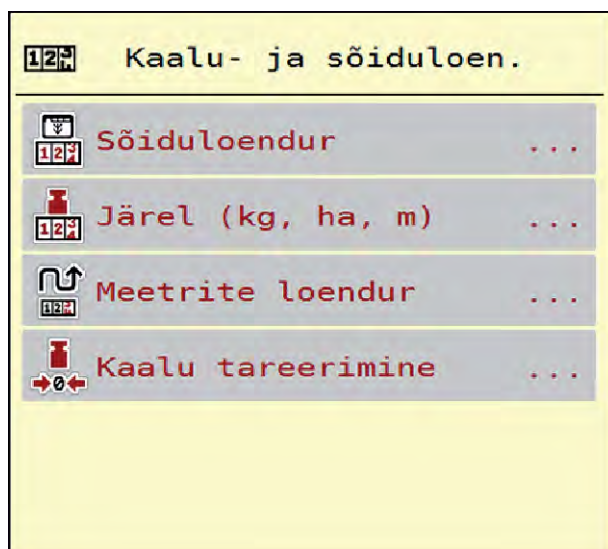 Kaalu- ja sõiduloen.
Sõiduloendur ...
Järel (kg, ha, m) ...
Meetrite loendur ...
Kaalu tareerimine ...